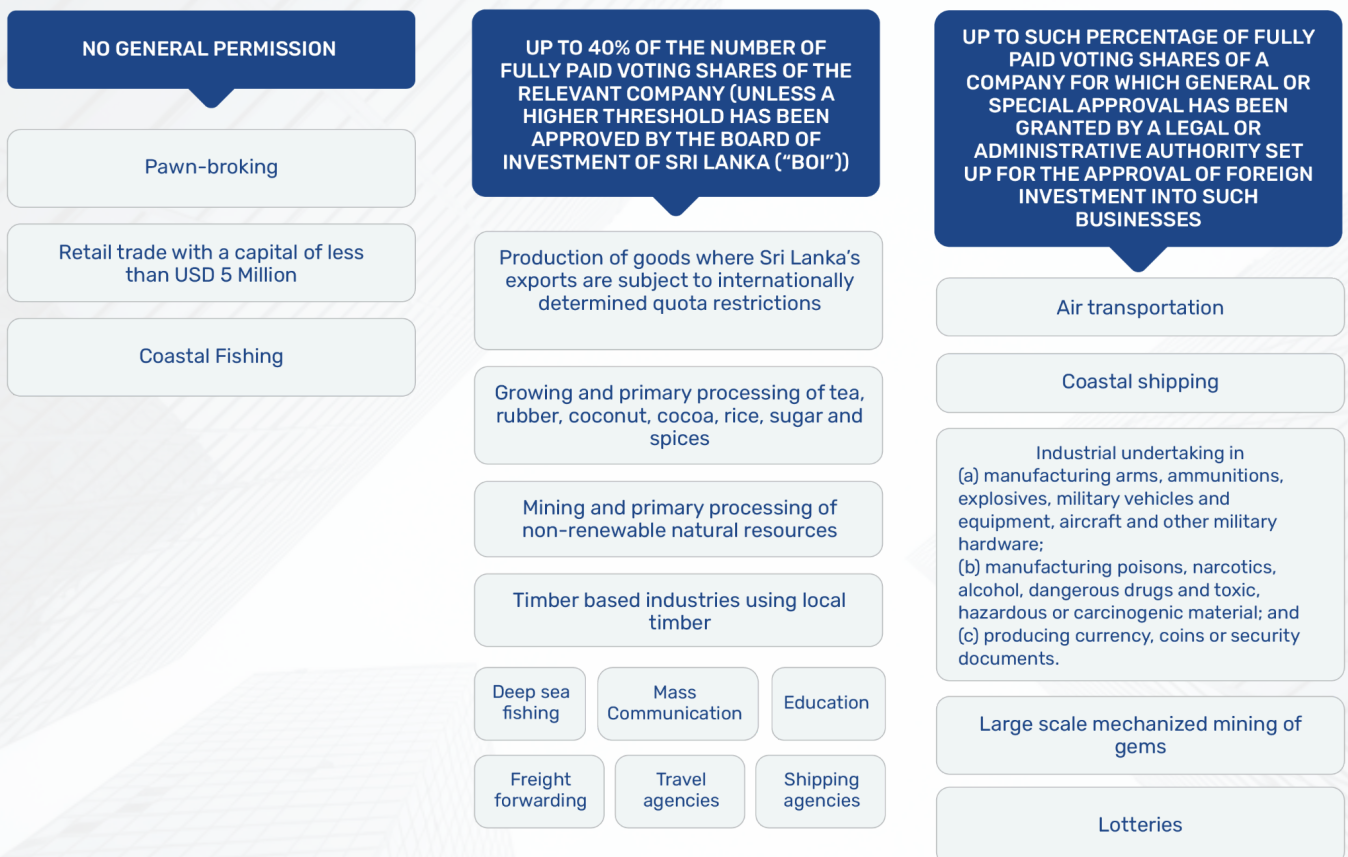 NO GENERAL PERMISSION
Pawn-broking
Retail trade with a capital of less
than USD 5 Million
Coastal Fishing
UP TO 40% OF THE NUMBER OF
FULLY PAID VOTING SHARES OF THE
RELEVANT COMPANY (UNLESS A
HIGHER THRESHOLD HAS BEEN
APPROVED BY THE BOARD OF
INVESTMENT OF SRI LANKA (“BOI”))
Production of goods where Sri Lanka’s
exports are subject to internationally
determined quota restrictions
Growing and primary processing of tea,
rubber, coconut, cocoa, rice, sugar and
spices
Mining and primary processing of
non-renewable natural resources
Timber based industries using local
timber
Deep sea
fishing
Mass
Communication
Education
Freight
forwarding
Travel
agencies
Shipping
agencies
UP TO SUCH PERCENTAGE OF FULLY
PAID VOTING SHARES OF A
COMPANY FOR WHICH GENERAL OR
SPECIAL APPROVAL HAS BEEN
GRANTED BY A LEGAL OR
ADMINISTRATIVE AUTHORITY SET
UP FOR THE APPROVAL OF FOREIGN
INVESTMENT INTO SUCH
BUSINESSES
Air transportation
Coastal shipping
Industrial undertaking in
(a) manufacturing arms, ammunitions,
explosives, military vehicles and
equipment, aircraft and other military
hardware;
(b) manufacturing poisons, narcotics,
alcohol, dangerous drugs and toxic,
hazardous or carcinogenic material; and
(c) producing currency, coins or security
documents.
Large scale mechanized mining of
gems
Lotteries